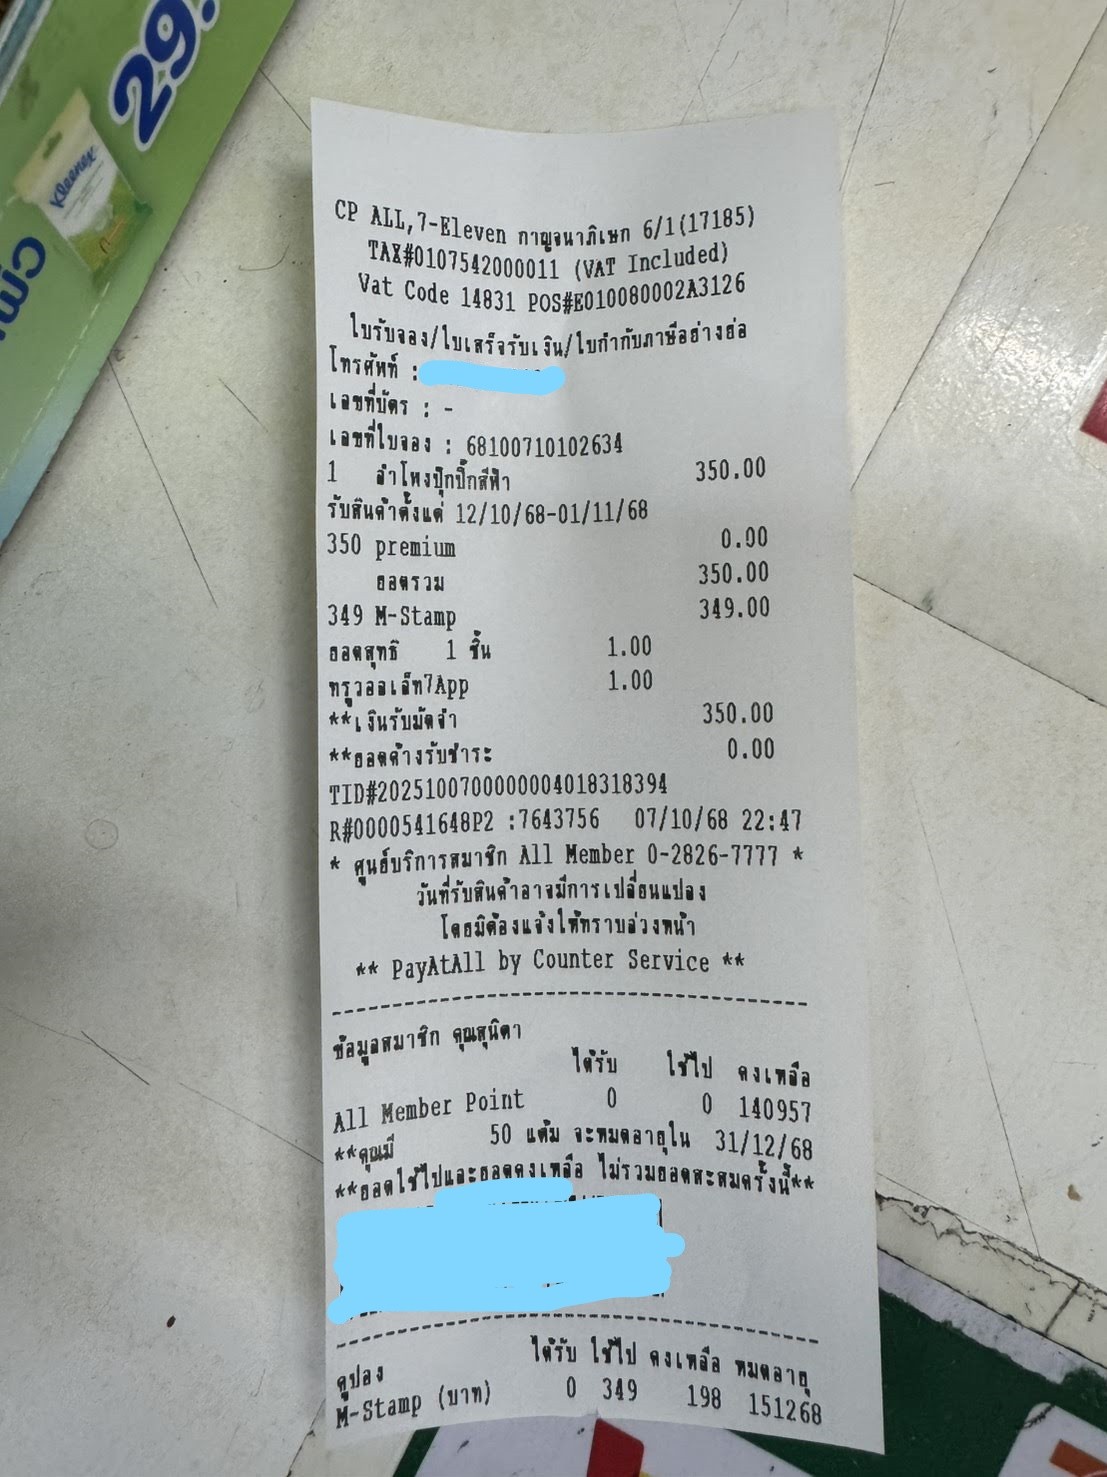 29.
Kleenex
CP ALL,7-Eleven กาญจนาภิเษก 6/1(17185)
TAX#0107542000011 (VAT Included)
Vat Code 14831 POS#E010080002A3126
ใบรับจอง/ใบเสร็จรับเงิน/ใบกำกับภาษีอย่างย่อ
โทรศัพท์ :
เลขที่บัตร : -
เลขที่ใบจอง : 68100710102634
1 ลำโพงปุ๊กปิ๊กสีฟ้า 350.00
รับสินค้าตั้งแต่ 12/10/68-01/11/68
350 premium 0.00
ยอดรวม 350.00
349 M-Stamp 349.00
ยอดสุทธิ 1 ชิ้น 1.00
ทรูวอลเล็ท7App 1.00
**เงินรับมัดจำ 350.00
**ยอดค้างรับชำระ 0.00
TID#2025100700000004018318394
R#0000541648P2 :7643756 07/10/68 22:47
* ศูนย์บริการสมาชิก All Member 0-2826-7777 *
วันที่รับสินค้าอาจมีการเปลี่ยนแปลง
โดยมิต้องแจ้งให้ทราบล่วงหน้า
** PayAtAll by Counter Service **
ข้อมูลสมาชิก คุณสุนิตา
ได้รับ ใช้ไป คงเหลือ
All Member Point 0 0 140957
**คุณมี 50 แต้ม จะหมดอายุใน 31/12/68
**ยอดใช้ไปและยอดคงเหลือ ไม่รวมยอดสะสมครั้งนี้**
คูปอง ได้รับ ใช้ไป คงเหลือ หมดอายุ
M-Stamp (บาท) 0 349 198 151268